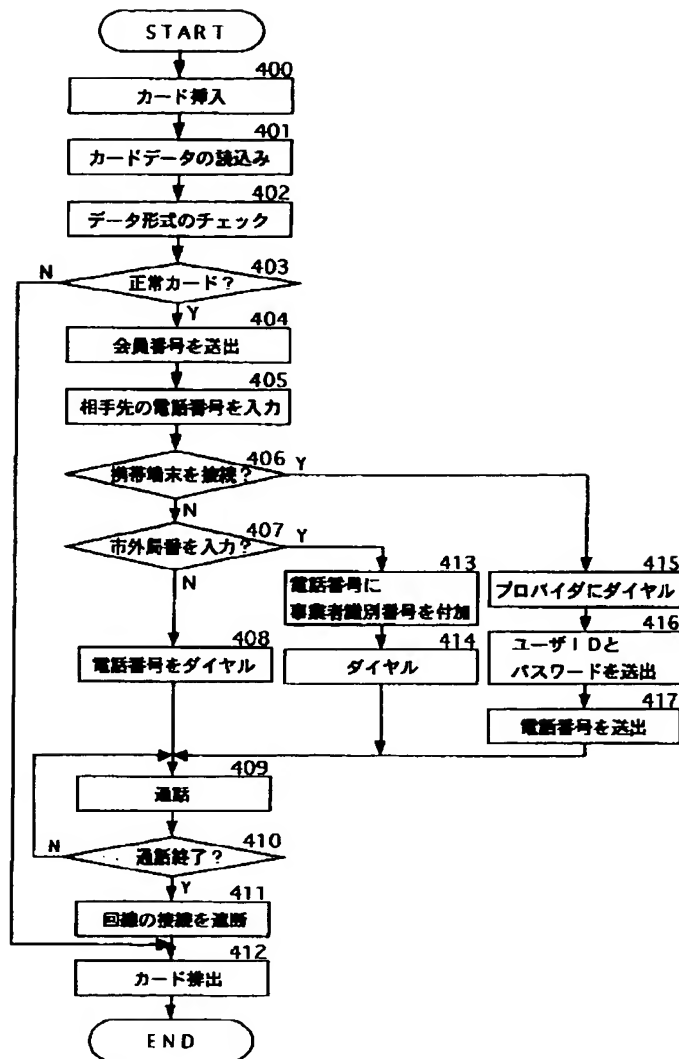 START
400
カード挿入
401
カードデータの読込み
402
データ形式のチェック
403
N
正常カード?
Y
404
会員番号を送出
405
相手先の電話番号を入力
406
Y
携帯端末を接続?
N
407
Y
市外局番を入力?
N
413
電話番号に
事業者識別番号を付加
415
プロバイダにダイヤル
408
電話番号をダイヤル
414
ダイヤル
416
ユーザIDと
パスワードを送出
417
電話番号を送出
409
通話
410
N
通話終了?
Y
411
回線の接続を遮断
412
カード排出
END